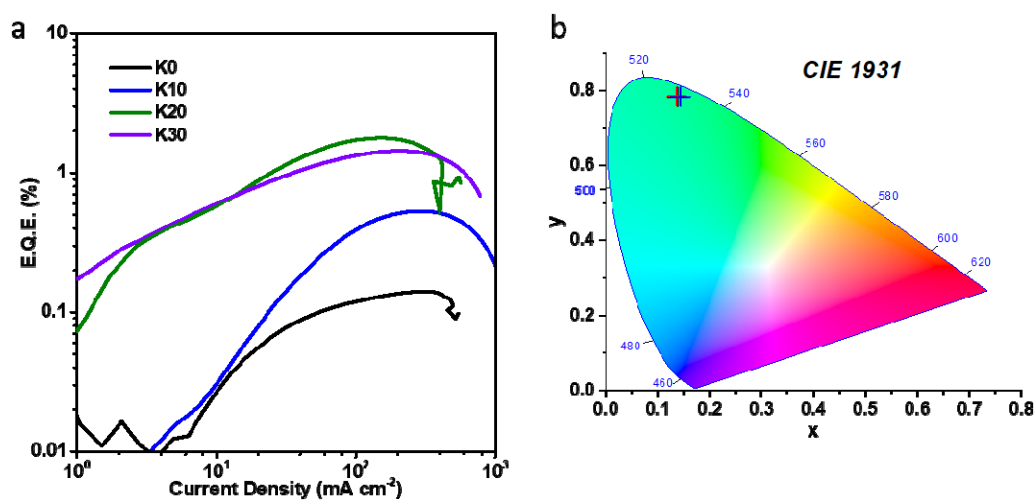 a
10
1
0.1
0.01
E.Q.E. (%)
K0
K10
K20
K30
10⁰
10¹
10²
10³
Current Density (mA cm⁻²)
b
CIE 1931
0.8
0.6
0.4
0.2
0.0
y
0.0 0.1 0.2 0.3 0.4 0.5 0.6 0.7 0.8
x
520
540
560
500
580
600
620
480
460